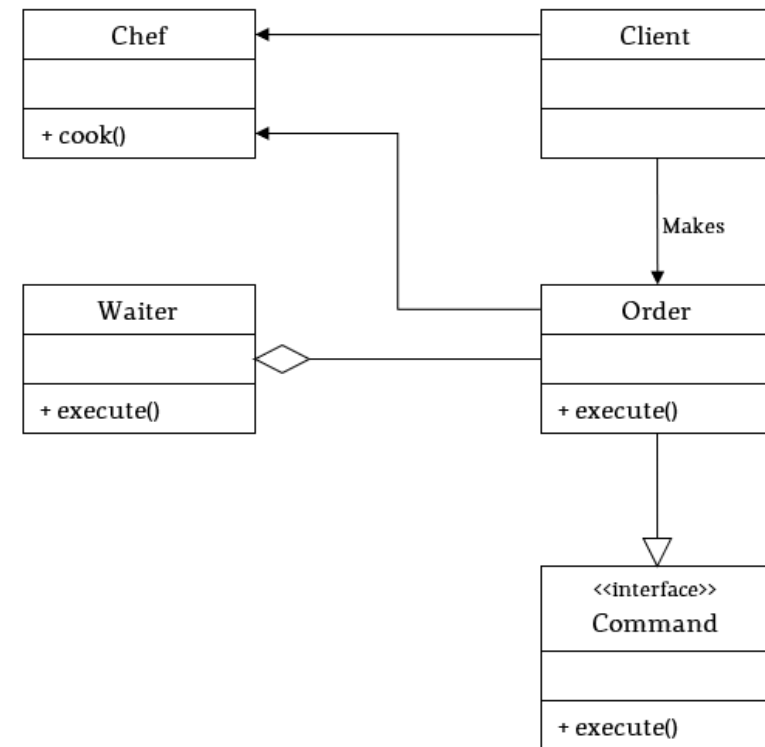 Chef
Client
+ cook()
Makes
Waiter
Order
+ execute()
+ execute()
<<interface>>
Command
+ execute()